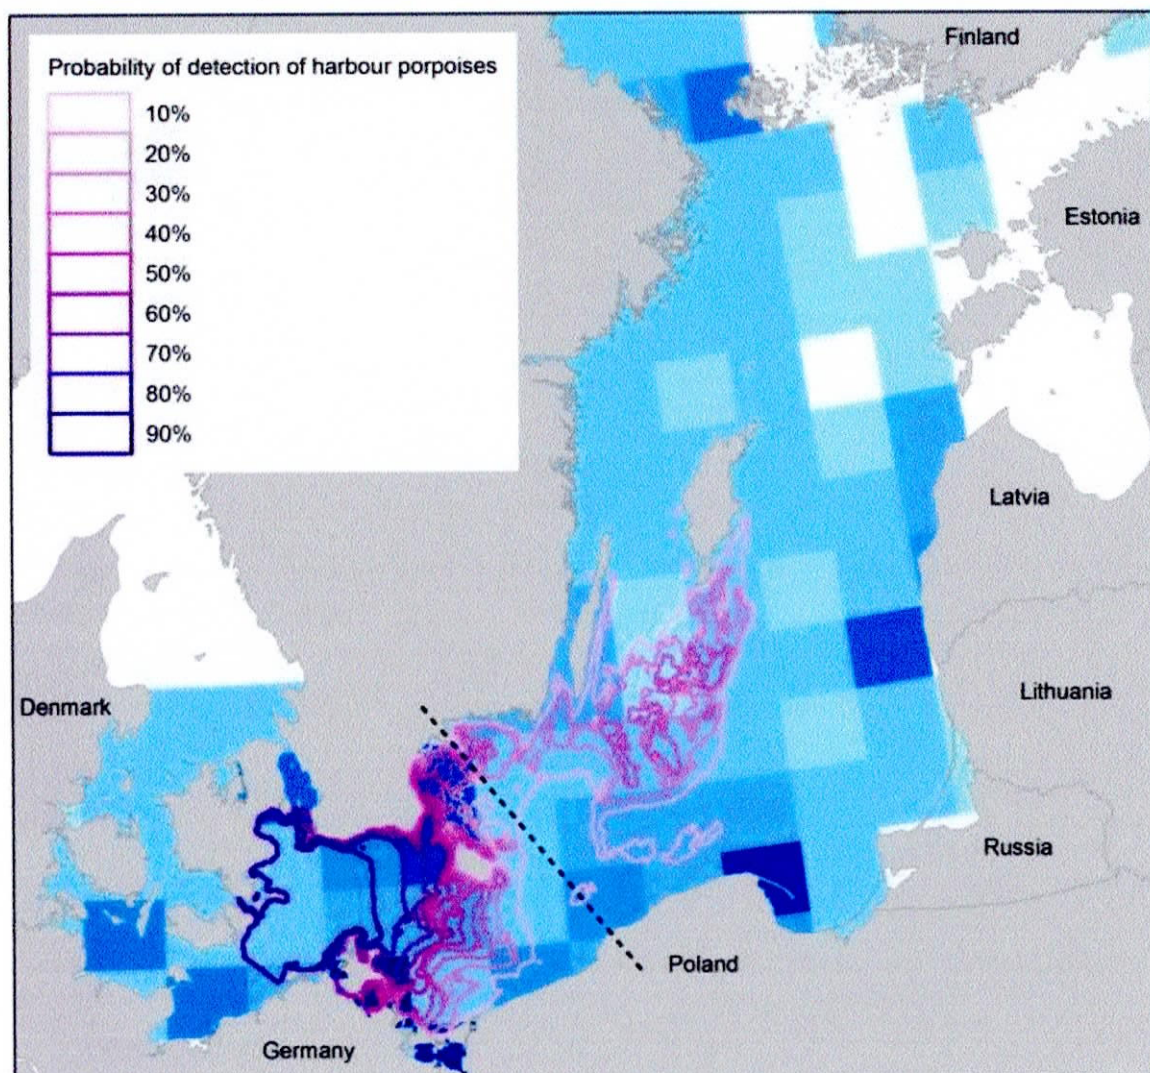 Finland
Probability of detection of harbour porpoises
10%
20%
30%
40%
50%
60%
70%
80%
90%
Estonia
Latvia
Lithuania
Denmark
Russia
Poland
Germany